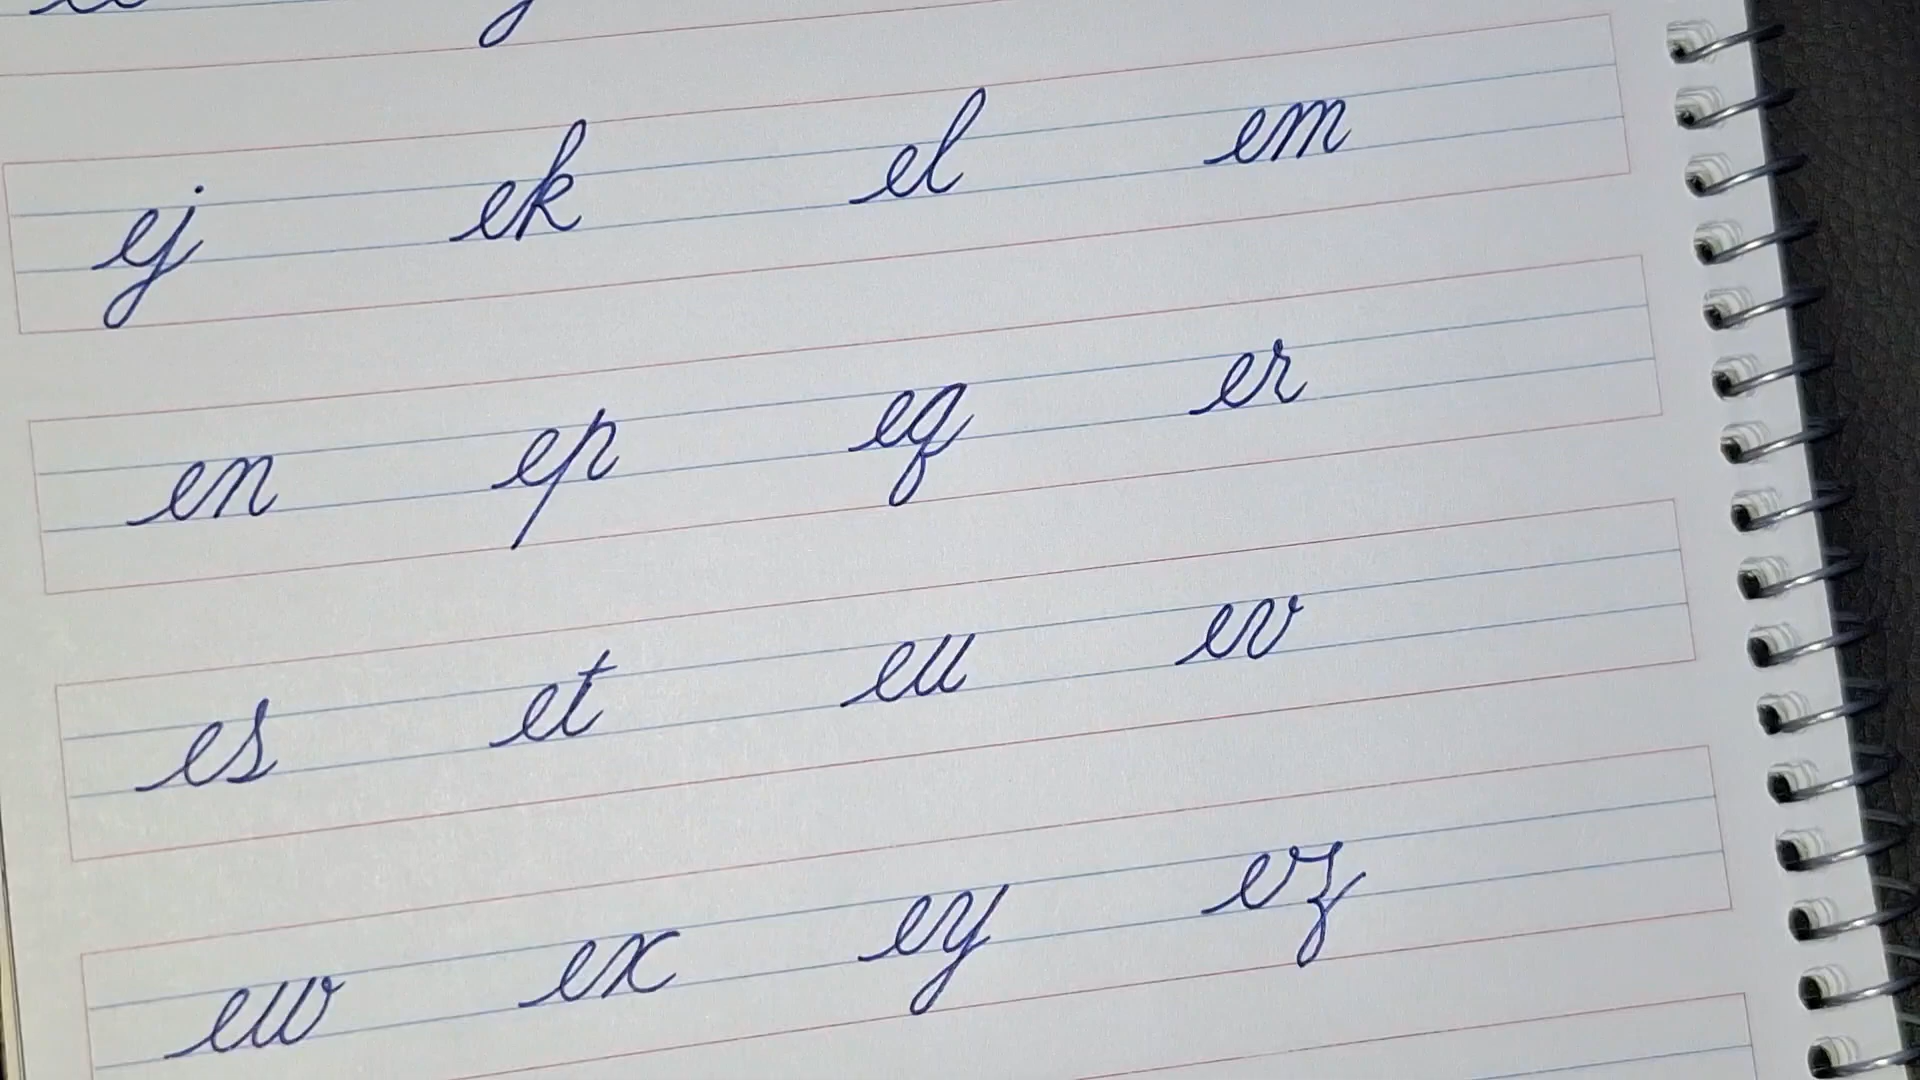 ej ek el em
en ep eq er
es et eu ev
ew ex ey ez